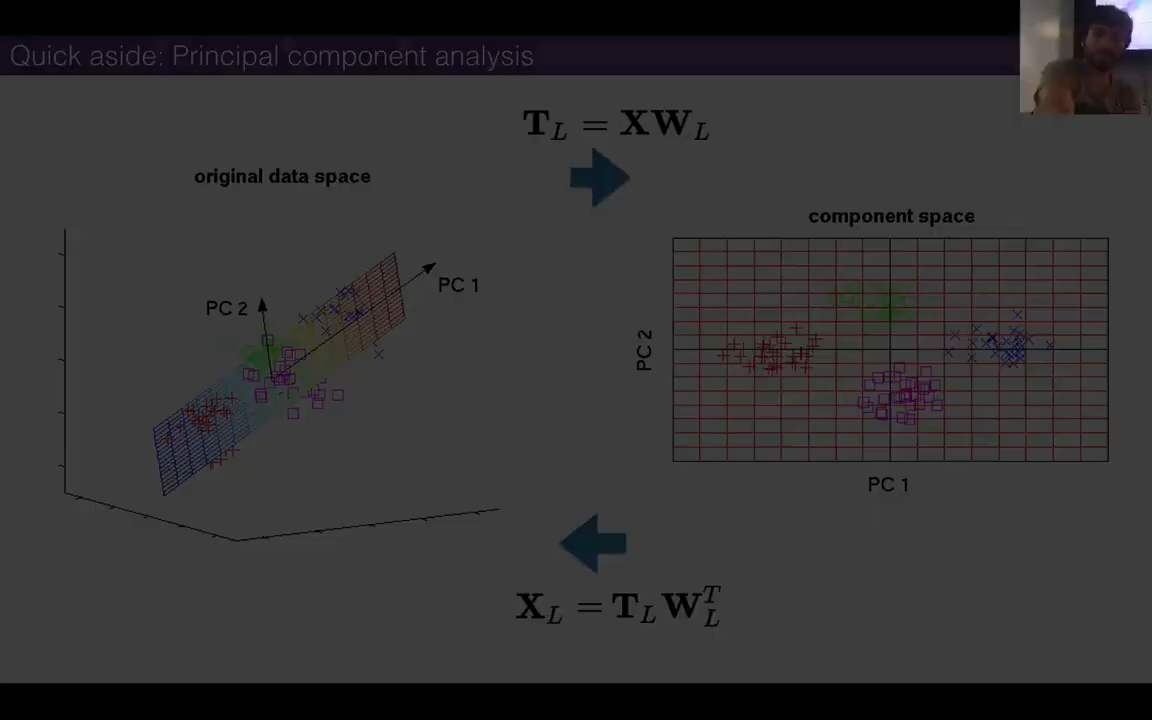 Quick aside: Principal component analysis
T_L = XW_L
original data space
component space
PC 1
PC 2
PC 2
PC 1
X_L = T_L W_L^T